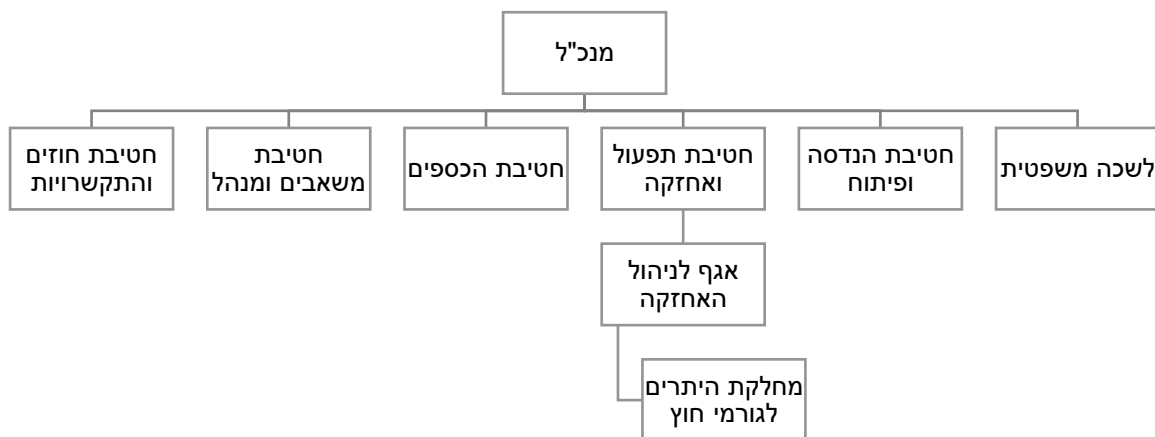 מנכ"ל
לשכה משפטית
חטיבת הנדסה
ופיתוח
חטיבת תפעול
ואחזקה
חטיבת הכספים
חטיבת
משאבים ומנהל
חטיבת חוזים
והתקשרויות
אגף לניהול
האחזקה
מחלקת היתרים
לגורמי חוץ